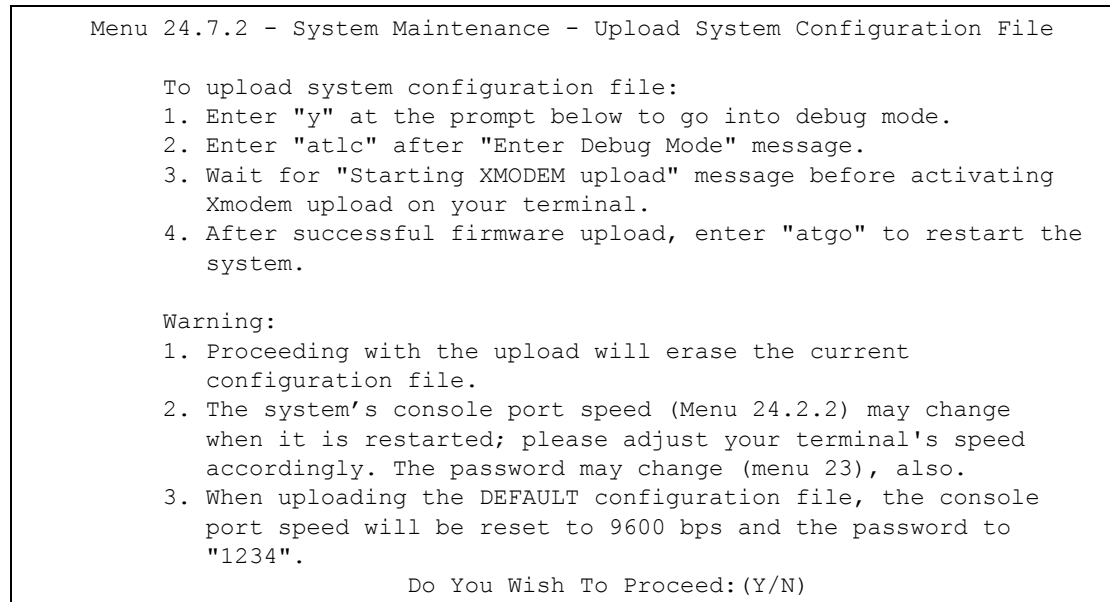 Menu 24.7.2 - System Maintenance - Upload System Configuration File
To upload system configuration file:
1. Enter "y" at the prompt below to go into debug mode.
2. Enter "atlc" after "Enter Debug Mode" message.
3. Wait for "Starting XMODEM upload" message before activating
Xmodem upload on your terminal.
4. After successful firmware upload, enter "atgo" to restart the
system.
Warning:
1. Proceeding with the upload will erase the current
configuration file.
2. The system’s console port speed (Menu 24.2.2) may change
when it is restarted; please adjust your terminal's speed
accordingly. The password may change (menu 23), also.
3. When uploading the DEFAULT configuration file, the console
port speed will be reset to 9600 bps and the password to
"1234".
Do You Wish To Proceed:(Y/N)